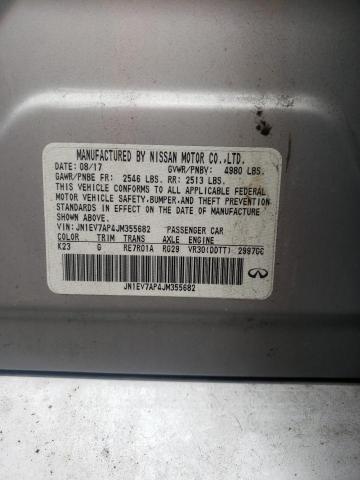 MANUFACTURED BY NISSAN MOTOR CO.,LTD.
DATE: 08/17 GVWR/PNBV: 4980 LBS.
GAWR/PNBE FR: 2546 LBS. RR: 2513 LBS.
THIS VEHICLE CONFORMS TO ALL APPLICABLE FEDERAL
MOTOR VEHICLE SAFETY,BUMPER,AND THEFT PREVENTION
STANDARDS IN EFFECT ON THE DATE OF MANUFACTURE
SHOWN ABOVE.
VIN: JN1EV7AP4JM355682 PASSENGER CAR
COLOR TRIM TRANS AXLE ENGINE
K23 G RE7R01A RG29 VR30(DDTT) 2997CC
JN1EV7AP4JM355682